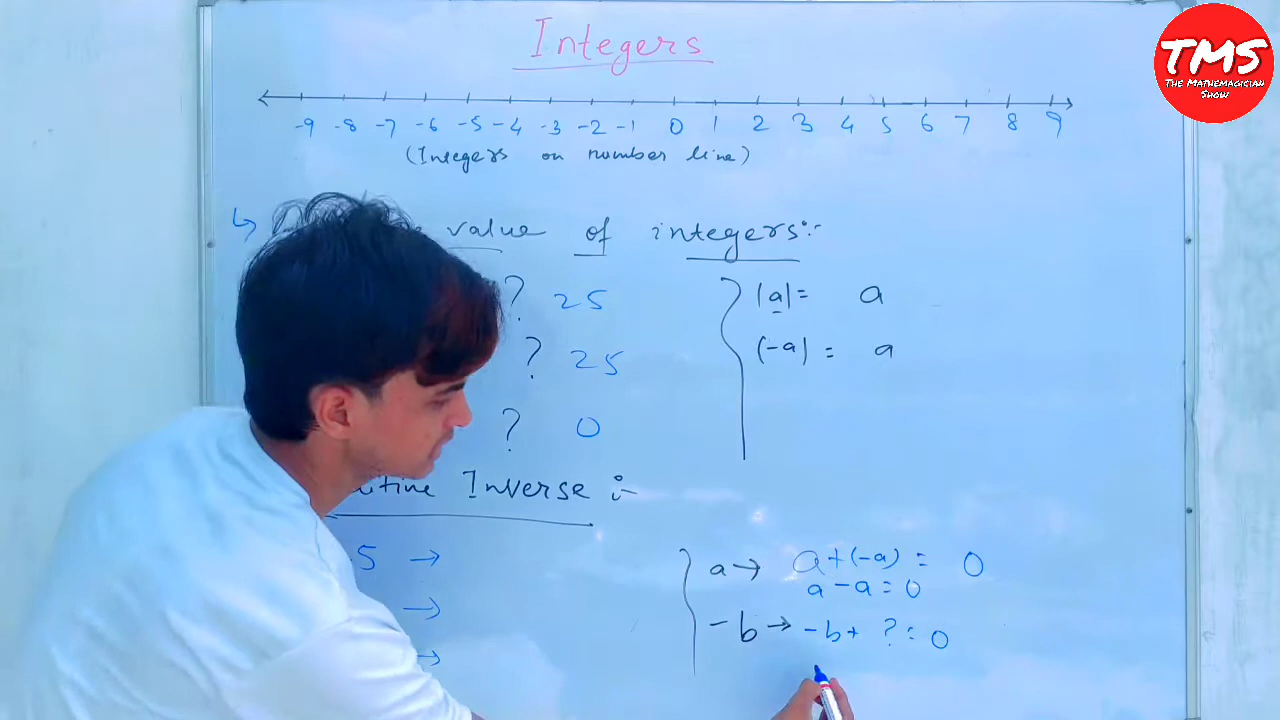 Integers
TMS
THE MATHEMAGICIAN
SHOW
-9 -8 -7 -6 -5 -4 -3 -2 -1 0 1 2 3 4 5 6 7 8 9
(Integers on number line)
↳ value of integers:-
? 25
? 25
? 0
|a| = a
|-a| = a
Inverse :-
5 →
→
→
a → a+(-a) = 0
a-a=0
-b → -b+ ? = 0